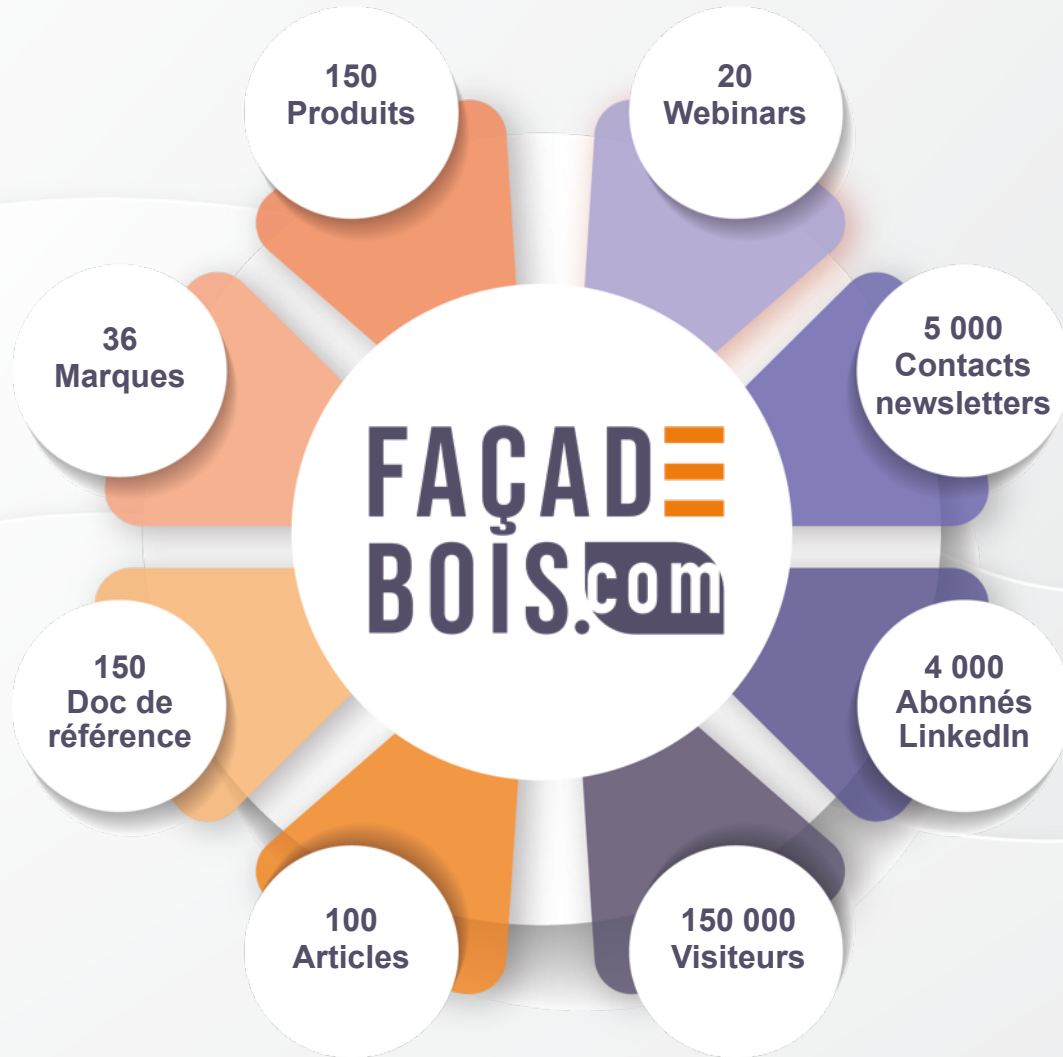 150
Produits
20
Webinars
36
Marques
5 000
Contacts
newsletters
FAÇADE
BOIS.com
150
Doc de
référence
4 000
Abonnés
LinkedIn
100
Articles
150 000
Visiteurs